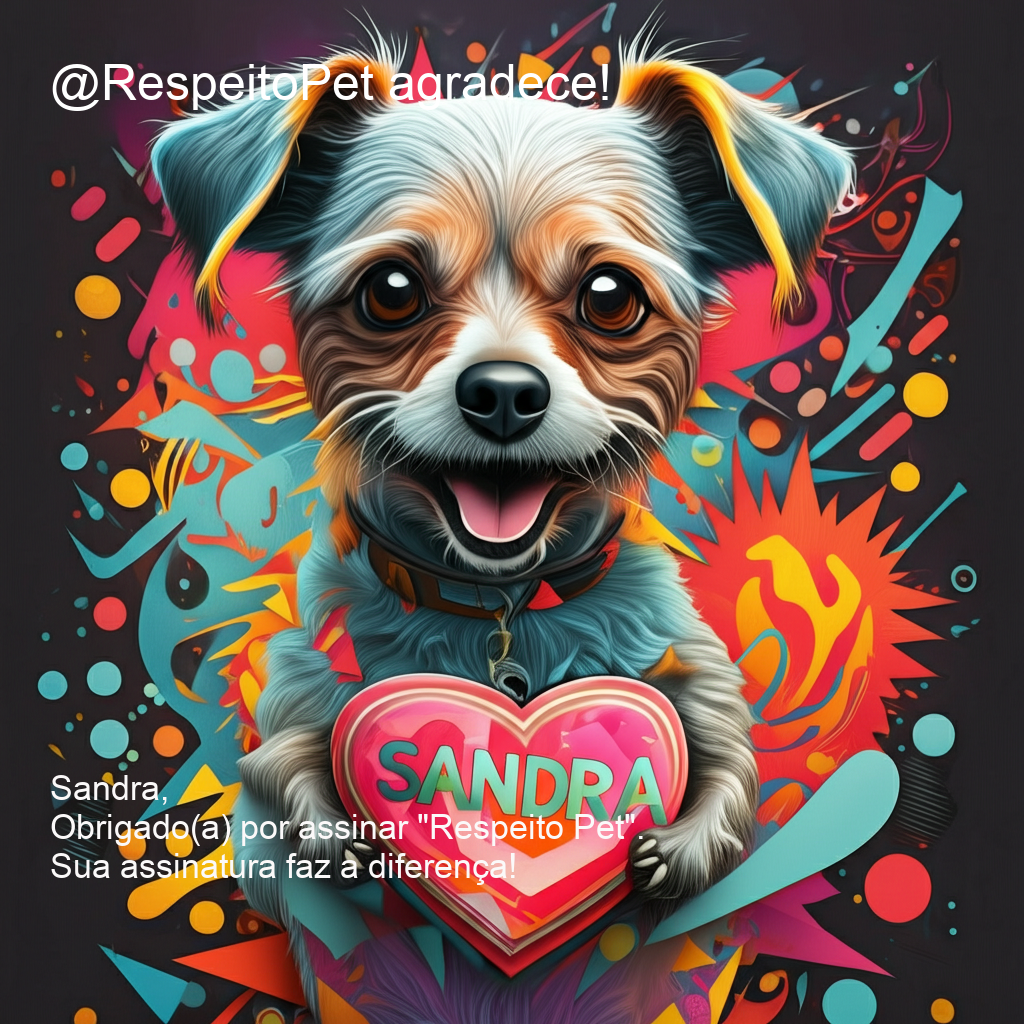 @RespeitoPet agradece!
SANDRA
Sandra,
Obrigado(a) por assinar "Respeito Pet".
Sua assinatura faz a diferença!